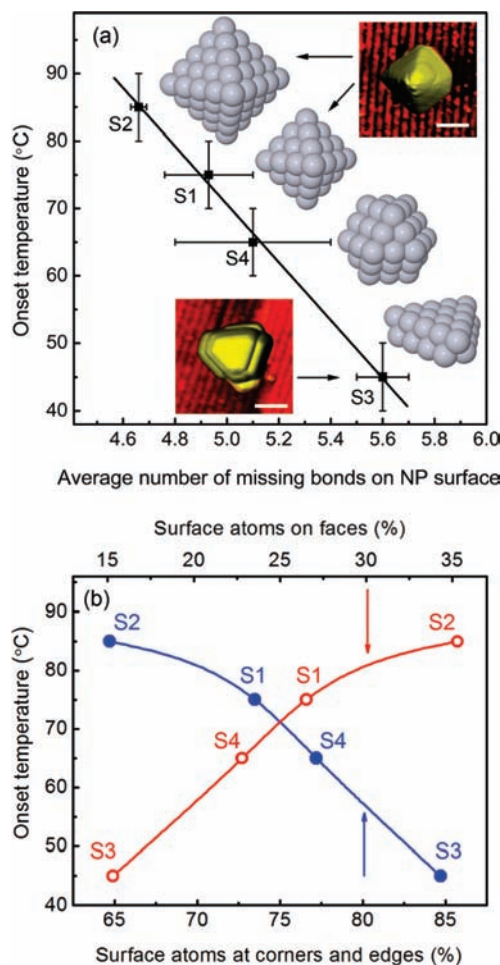 (a)
Onset temperature (°C)
90
80
70
60
50
40
S2
S1
S4
S3
4.6 4.8 5.0 5.2 5.4 5.6 5.8 6.0
Average number of missing bonds on NP surface
Surface atoms on faces (%)
15 20 25 30 35
(b)
Onset temperature (°C)
90
80
70
60
50
40
S2 S2
S1 S1
S4 S4
S3 S3
65 70 75 80 85
Surface atoms at corners and edges (%)